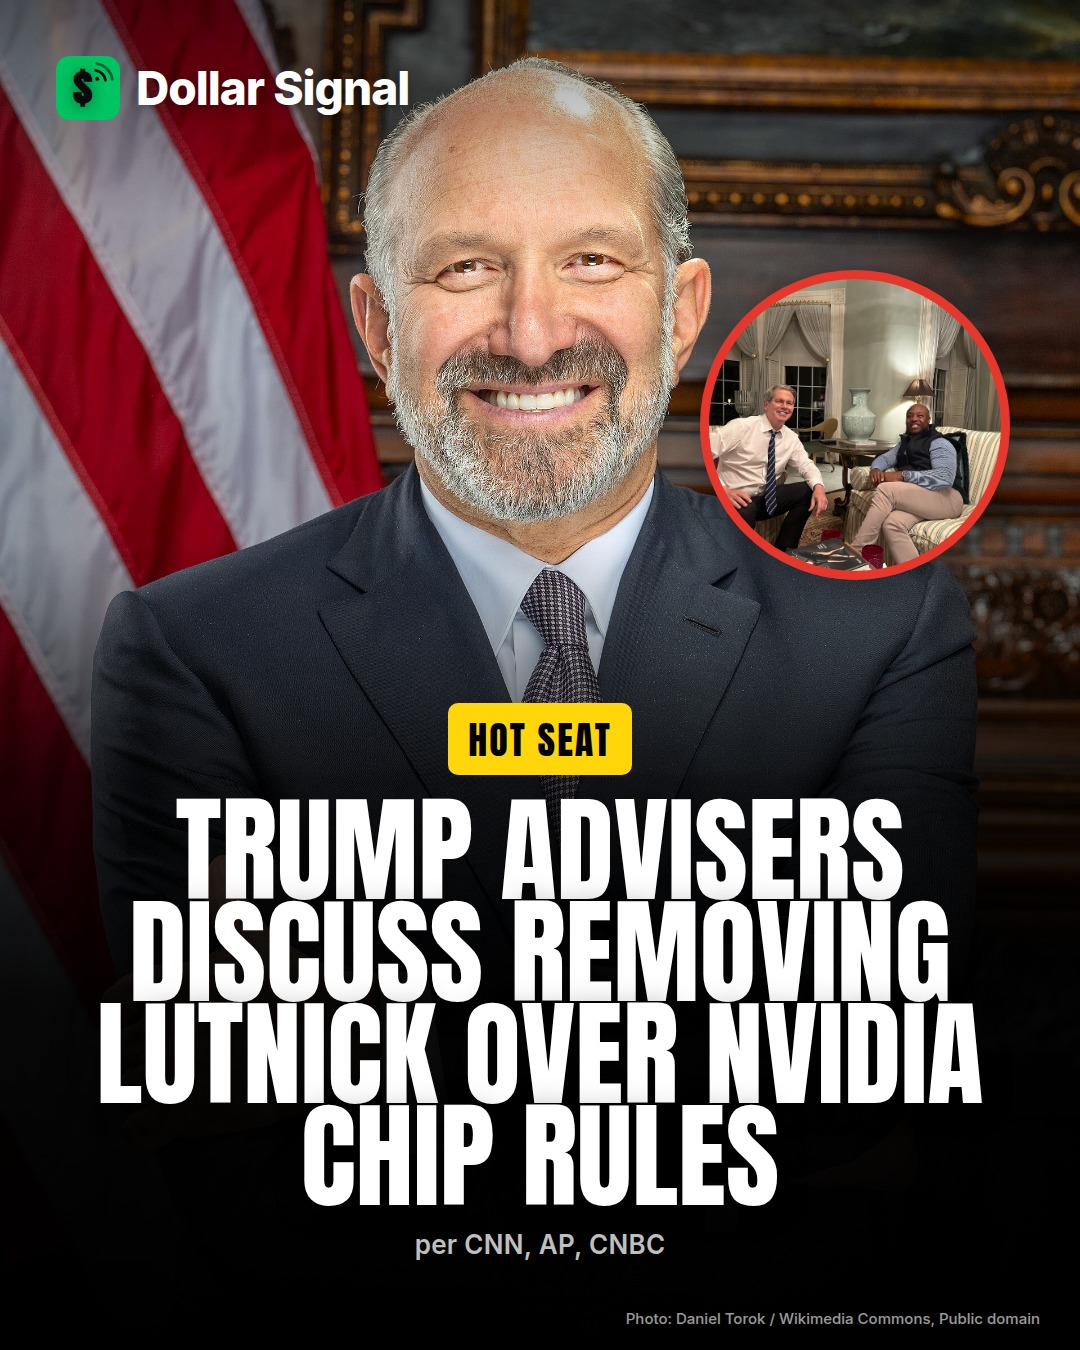 Dollar Signal
HOT SEAT
TRUMP ADVISERS
DISCUSS REMOVING
LUTNICK OVER NVIDIA
CHIP RULES
per CNN, AP, CNBC
Photo: Daniel Torok / Wikimedia Commons, Public domain